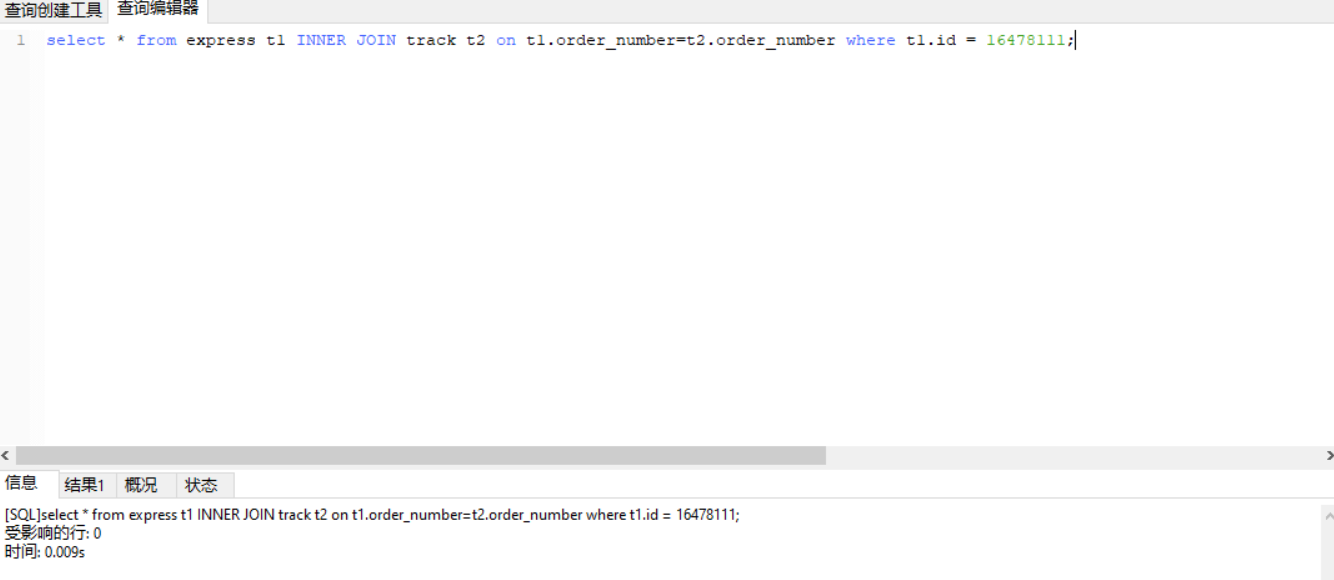 查询创建工具 查询编辑器
1 select * from express t1 INNER JOIN track t2 on t1.order_number=t2.order_number where t1.id = 16478111;
信息 结果1 概况 状态
[SQL]select * from express t1 INNER JOIN track t2 on t1.order_number=t2.order_number where t1.id = 16478111;
受影响的行: 0
时间: 0.009s